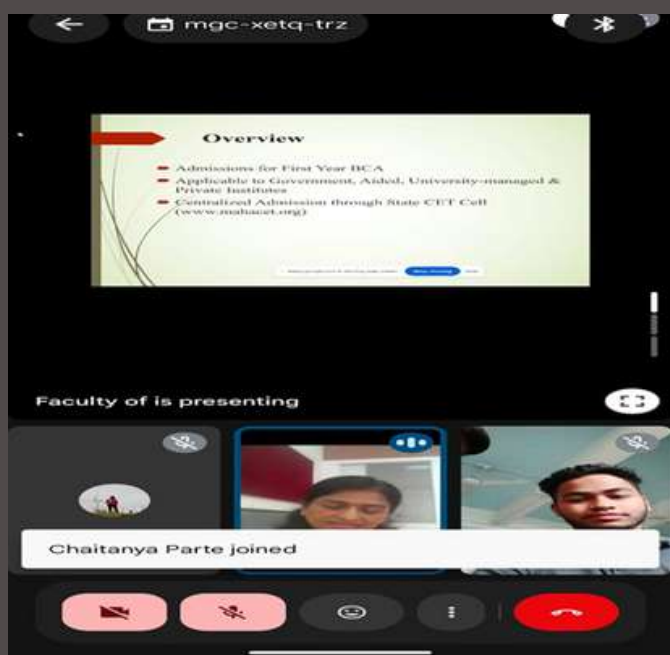 mgc-xetq-trz
Overview
Admissions for First Year BCA
Applicable to Government, Aided, University-managed &
Private Institutes
Centralized Admission through State CET Cell
(www.mahacet.org)
Faculty of is presenting
Chaitanya Parte joined